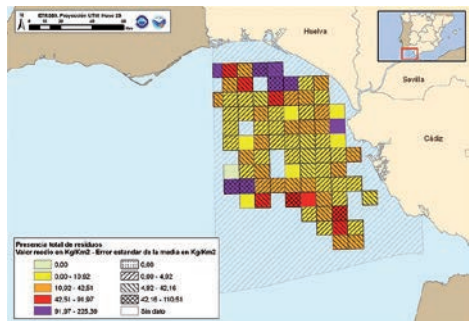 ETRS89, Proyección UTM Huso 29
N
Huelva
Sevilla
Cádiz
Presencia total de residuos
Valor medio en Kg/Km2 - Error estandar de la media en Kg/Km2
0,00
0,00
0,00 - 10,92
0,00 - 4,92
10,92 - 42,51
4,92 - 42,16
42,51 - 91,97
42,16 - 110,51
91,97 - 225,39
Sin dato